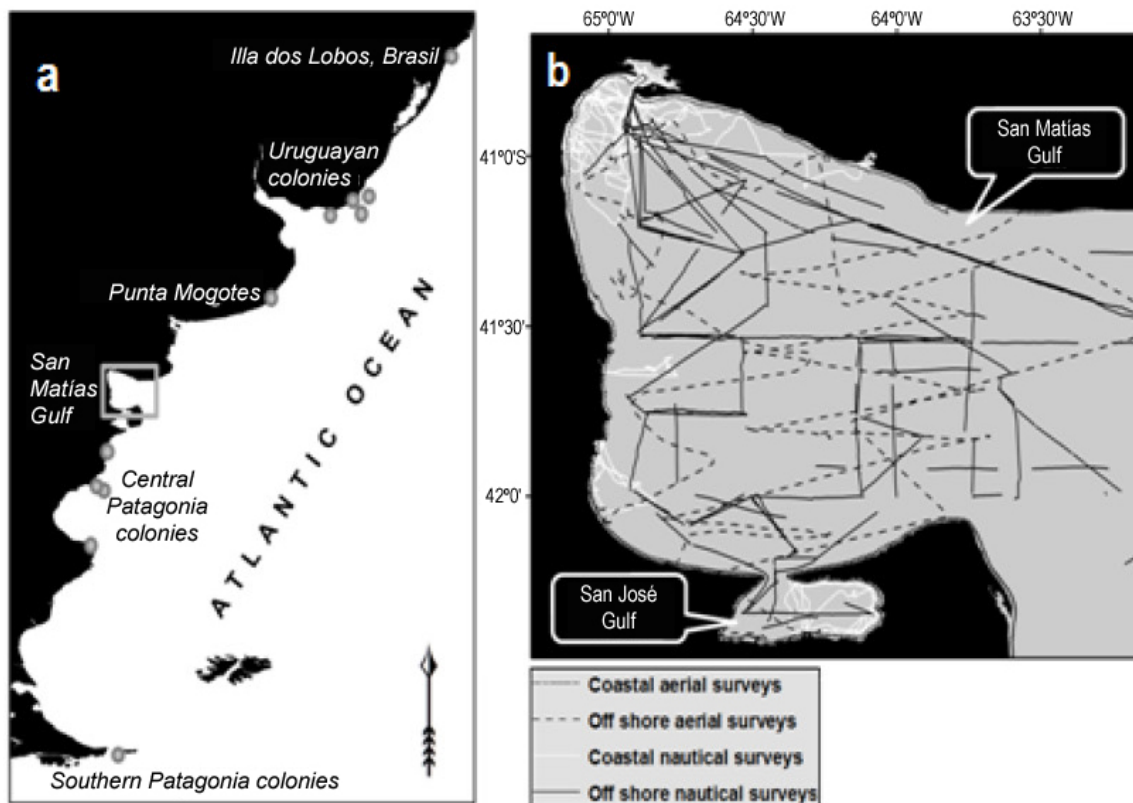 a
Illa dos Lobos, Brasil
Uruguayan
colonies
Punta Mogotes
San
Matías
Gulf
Central
Patagonia
colonies
ATLANTIC OCEAN
Southern Patagonia colonies
65º0'W 64º30'W 64º0'W 63º30'W
b
41º0'S
41º30'
42º0'
San Matías
Gulf
San José
Gulf
Coastal aerial surveys
Off shore aerial surveys
Coastal nautical surveys
Off shore nautical surveys